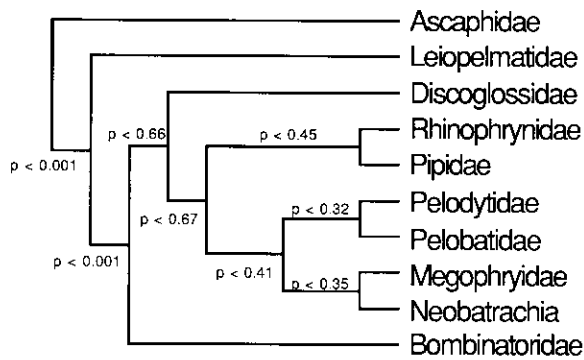 Ascaphidae
Leiopelmatidae
Discoglossidae
p < 0.66
p < 0.45
Rhinophrynidae
p < 0.001
Pipidae
p < 0.32
Pelodytidae
p < 0.67
Pelobatidae
p < 0.001
p < 0.41
p < 0.35
Megophryidae
Neobatrachia
Bombinatoridae